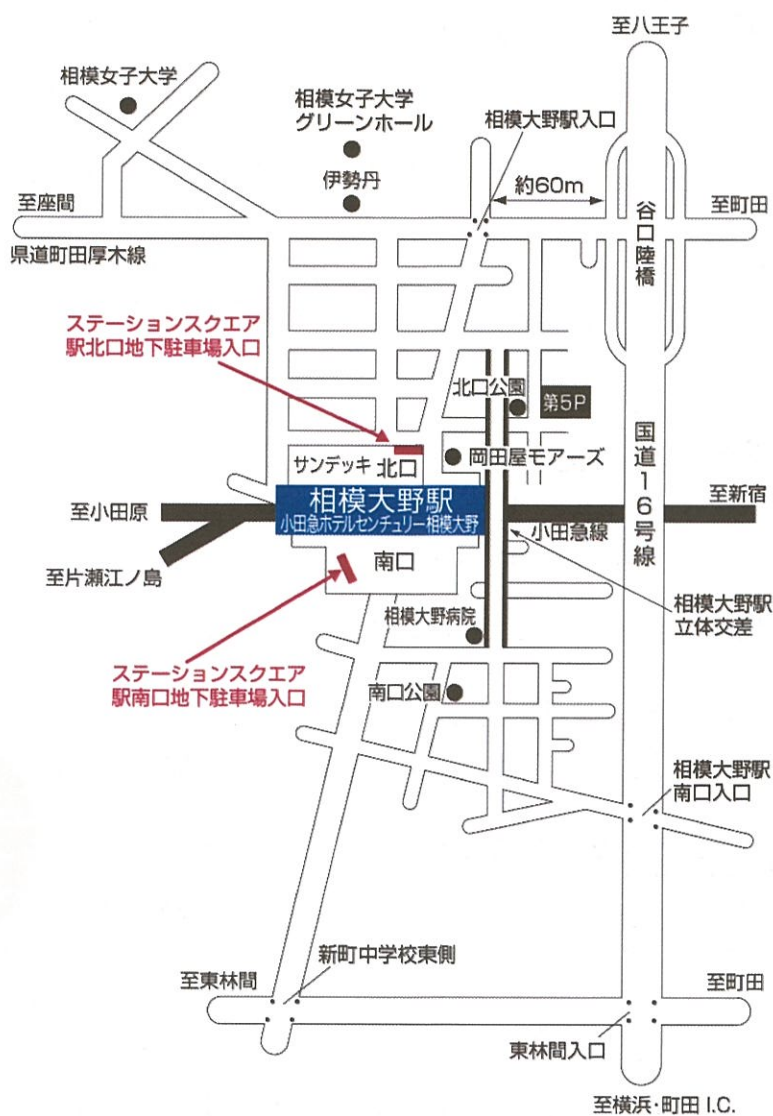 至八王子
相模女子大学
相模女子大学
グリーンホール
相模大野駅入口
伊勢丹
約60m
至座間
至町田
県道町田厚木線
谷口陸橋
ステーションスクエア
駅北口地下駐車場入口
北口公園
第5P
国道16号線
サンデッキ 北口
岡田屋モアーズ
相模大野駅
小田急ホテルセンチュリー相模大野
至小田原
至新宿
小田急線
至片瀬江ノ島
南口
相模大野駅
立体交差
相模大野病院
ステーションスクエア
駅南口地下駐車場入口
南口公園
相模大野駅
南口入口
新町中学校東側
至東林間
至町田
東林間入口
至横浜・町田 I.C.